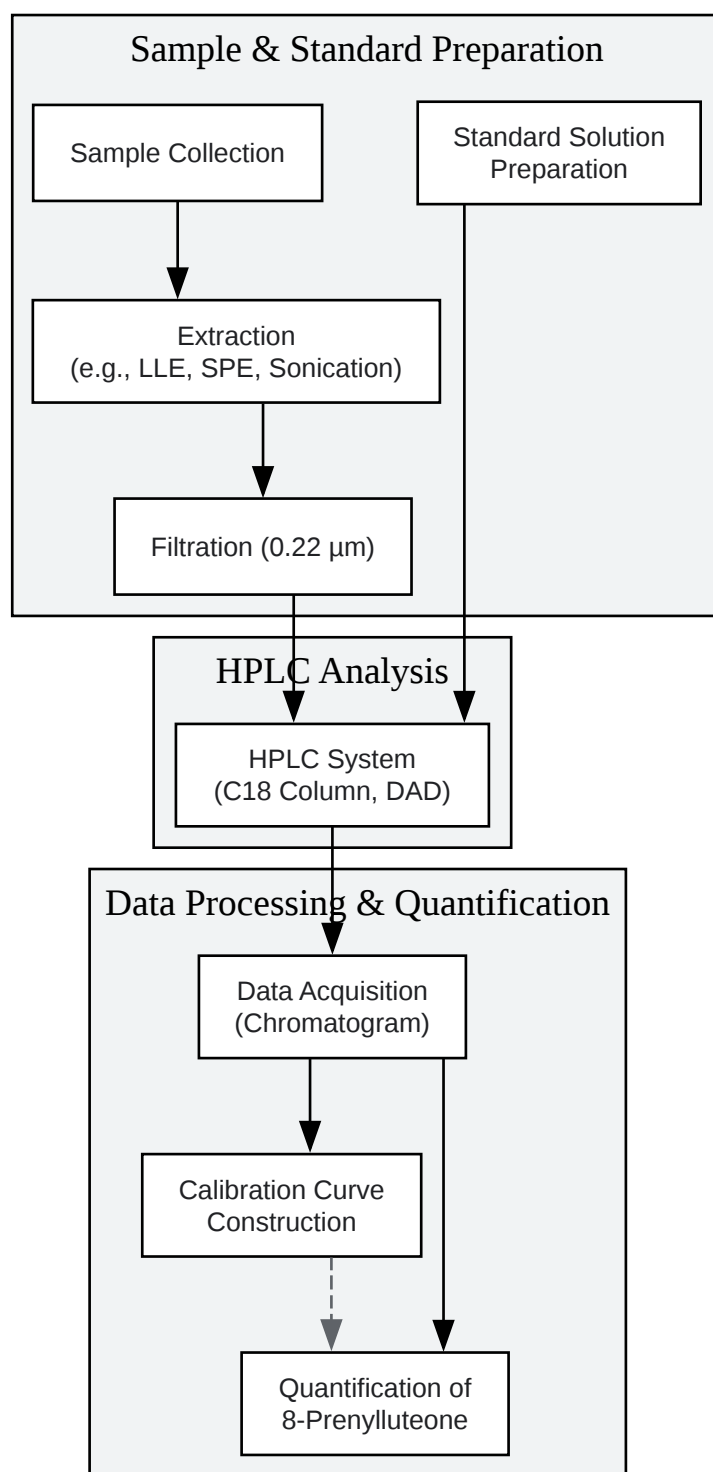 Sample & Standard Preparation
Sample Collection
Standard Solution
Preparation
Extraction
(e.g., LLE, SPE, Sonication)
Filtration (0.22 µm)
HPLC Analysis
HPLC System
(C18 Column, DAD)
Data Processing & Quantification
Data Acquisition
(Chromatogram)
Calibration Curve
Construction
Quantification of
8-Prenylluteone